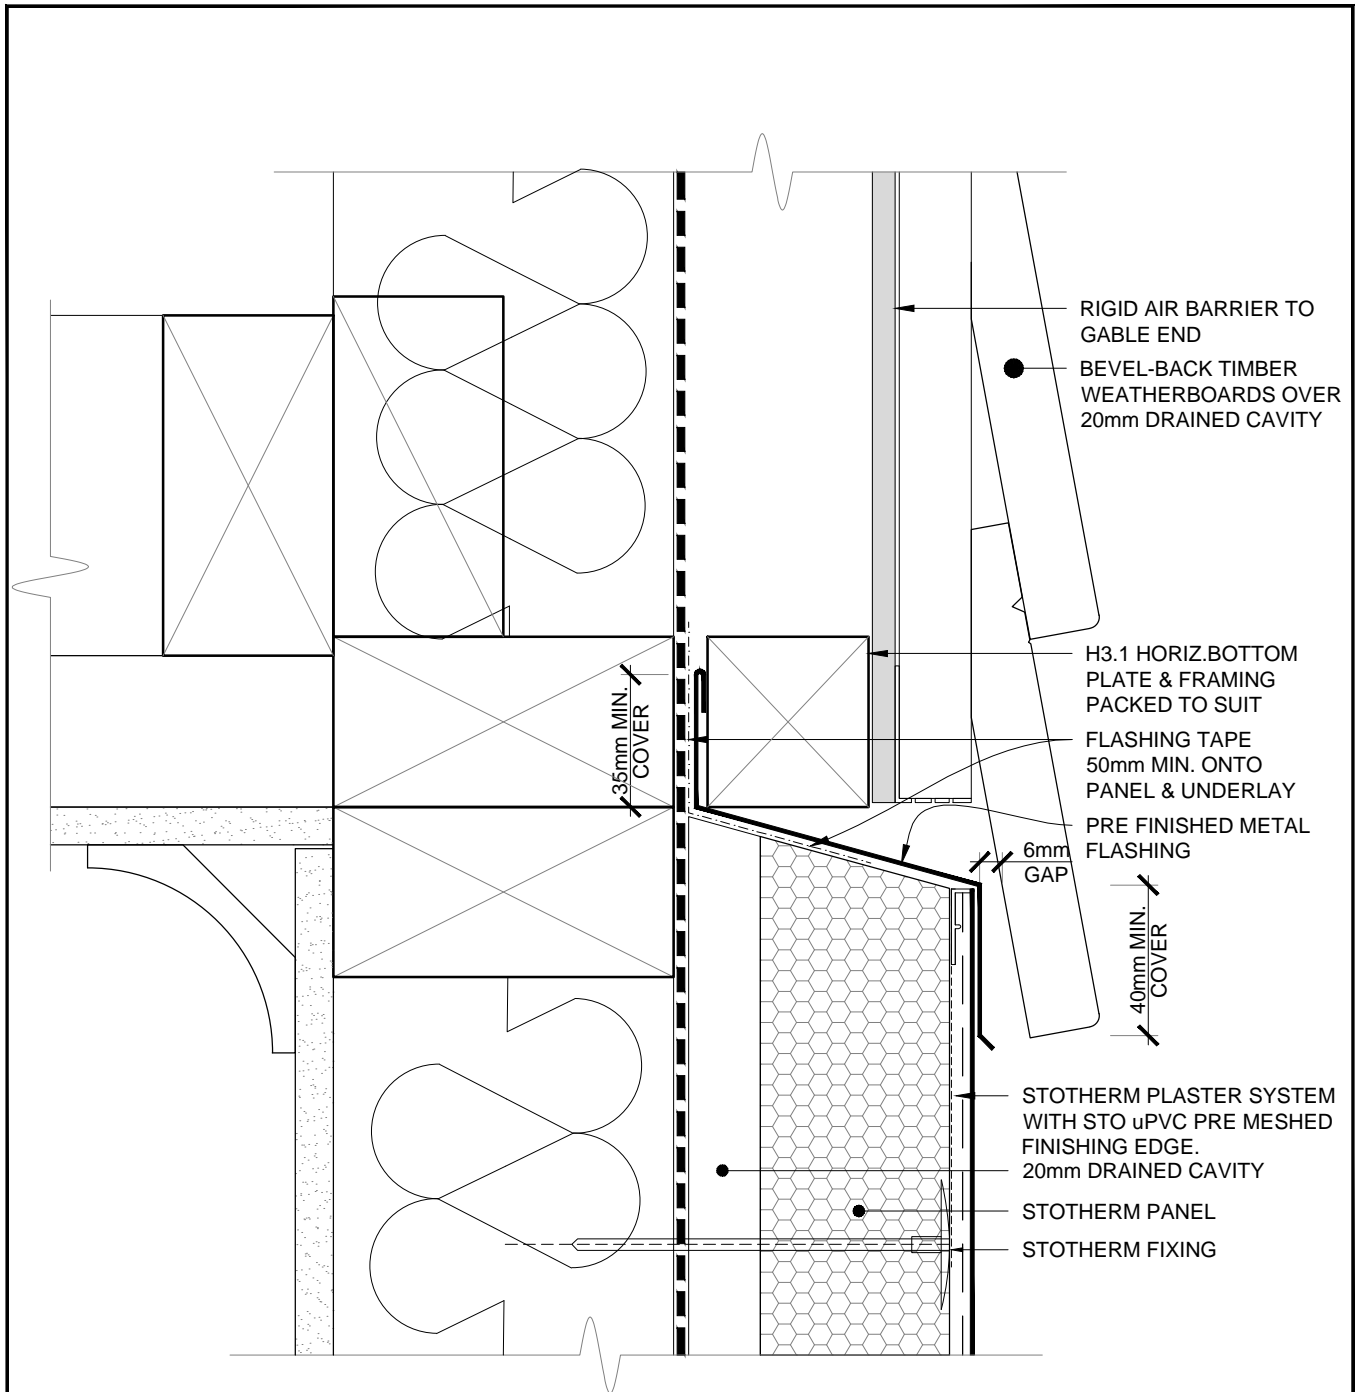 RIGID AIR BARRIER TO
GABLE END
BEVEL-BACK TIMBER
WEATHERBOARDS OVER
20mm DRAINED CAVITY
H3.1 HORIZ.BOTTOM
PLATE & FRAMING
PACKED TO SUIT
35mm MIN.
COVER
FLASHING TAPE
50mm MIN. ONTO
PANEL & UNDERLAY
PRE FINISHED METAL
FLASHING
6mm
GAP
40mm MIN.
COVER
STOTHERM PLASTER SYSTEM
WITH STO uPVC PRE MESHED
FINISHING EDGE.
20mm DRAINED CAVITY
STOTHERM PANEL
STOTHERM FIXING